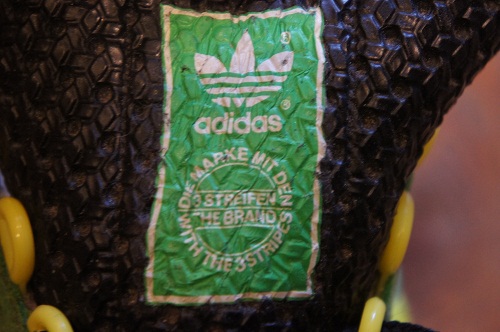 ®
®
adidas
DIE MARKE MIT DEN
3 STREIFEN
THE BRAND
WITH THE 3 STRIPES